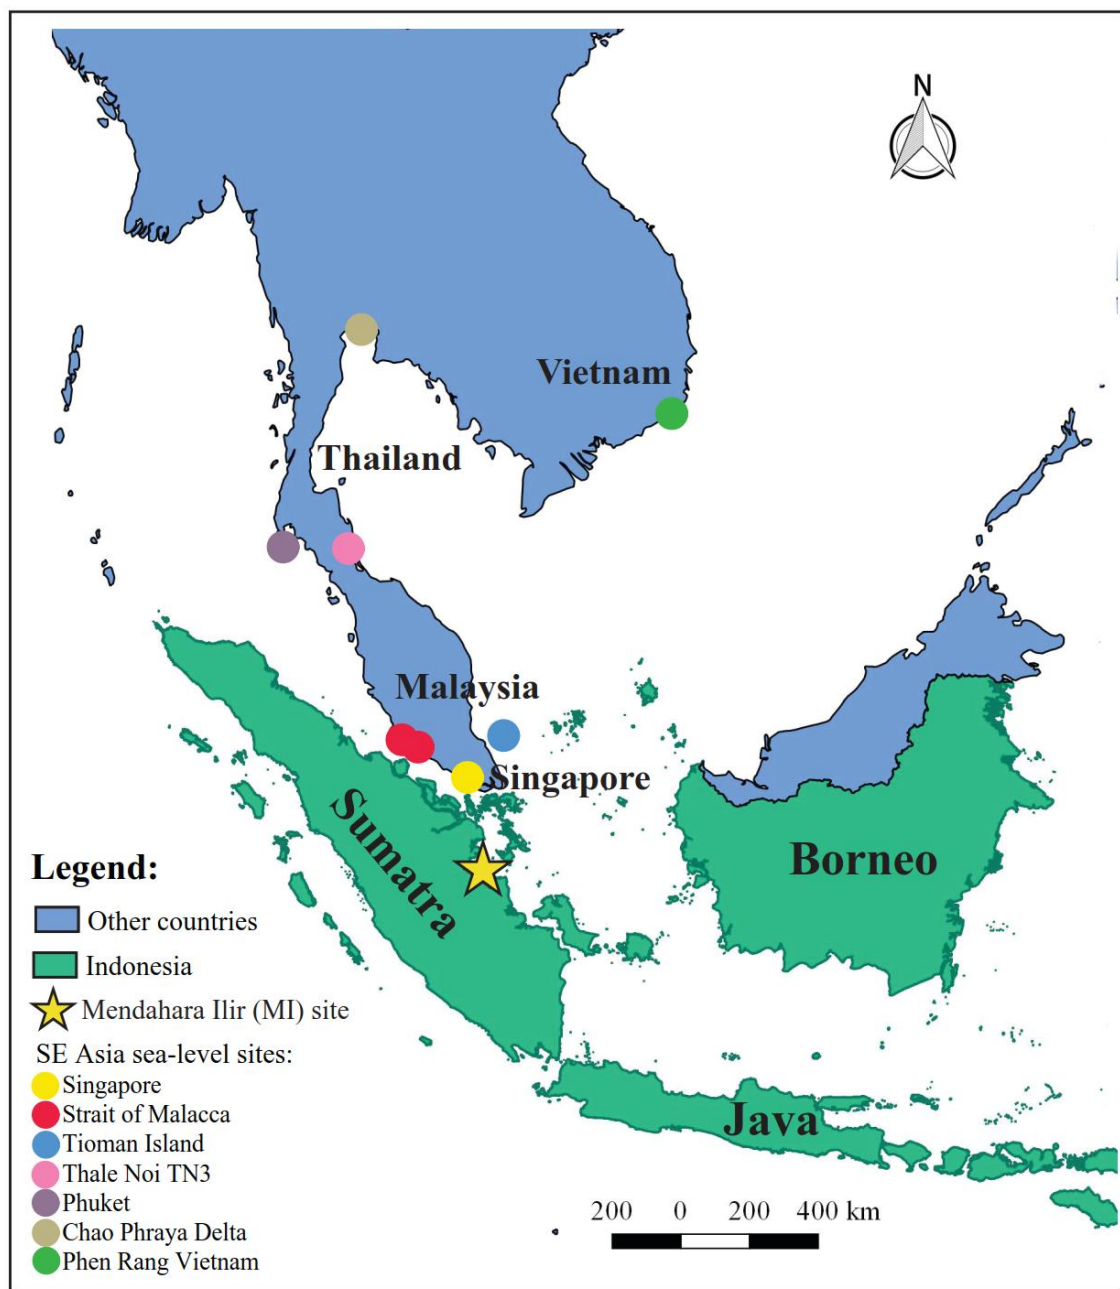 N
Vietnam
Thailand
Malaysia
Singapore
Sumatra
Borneo
Java
Legend:
Other countries
Indonesia
Mendahara Ilir (MI) site
SE Asia sea-level sites:
Singapore
Strait of Malacca
Tioman Island
Thale Noi TN3
Phuket
Chao Phraya Delta
Phen Rang Vietnam
200 0 200 400 km